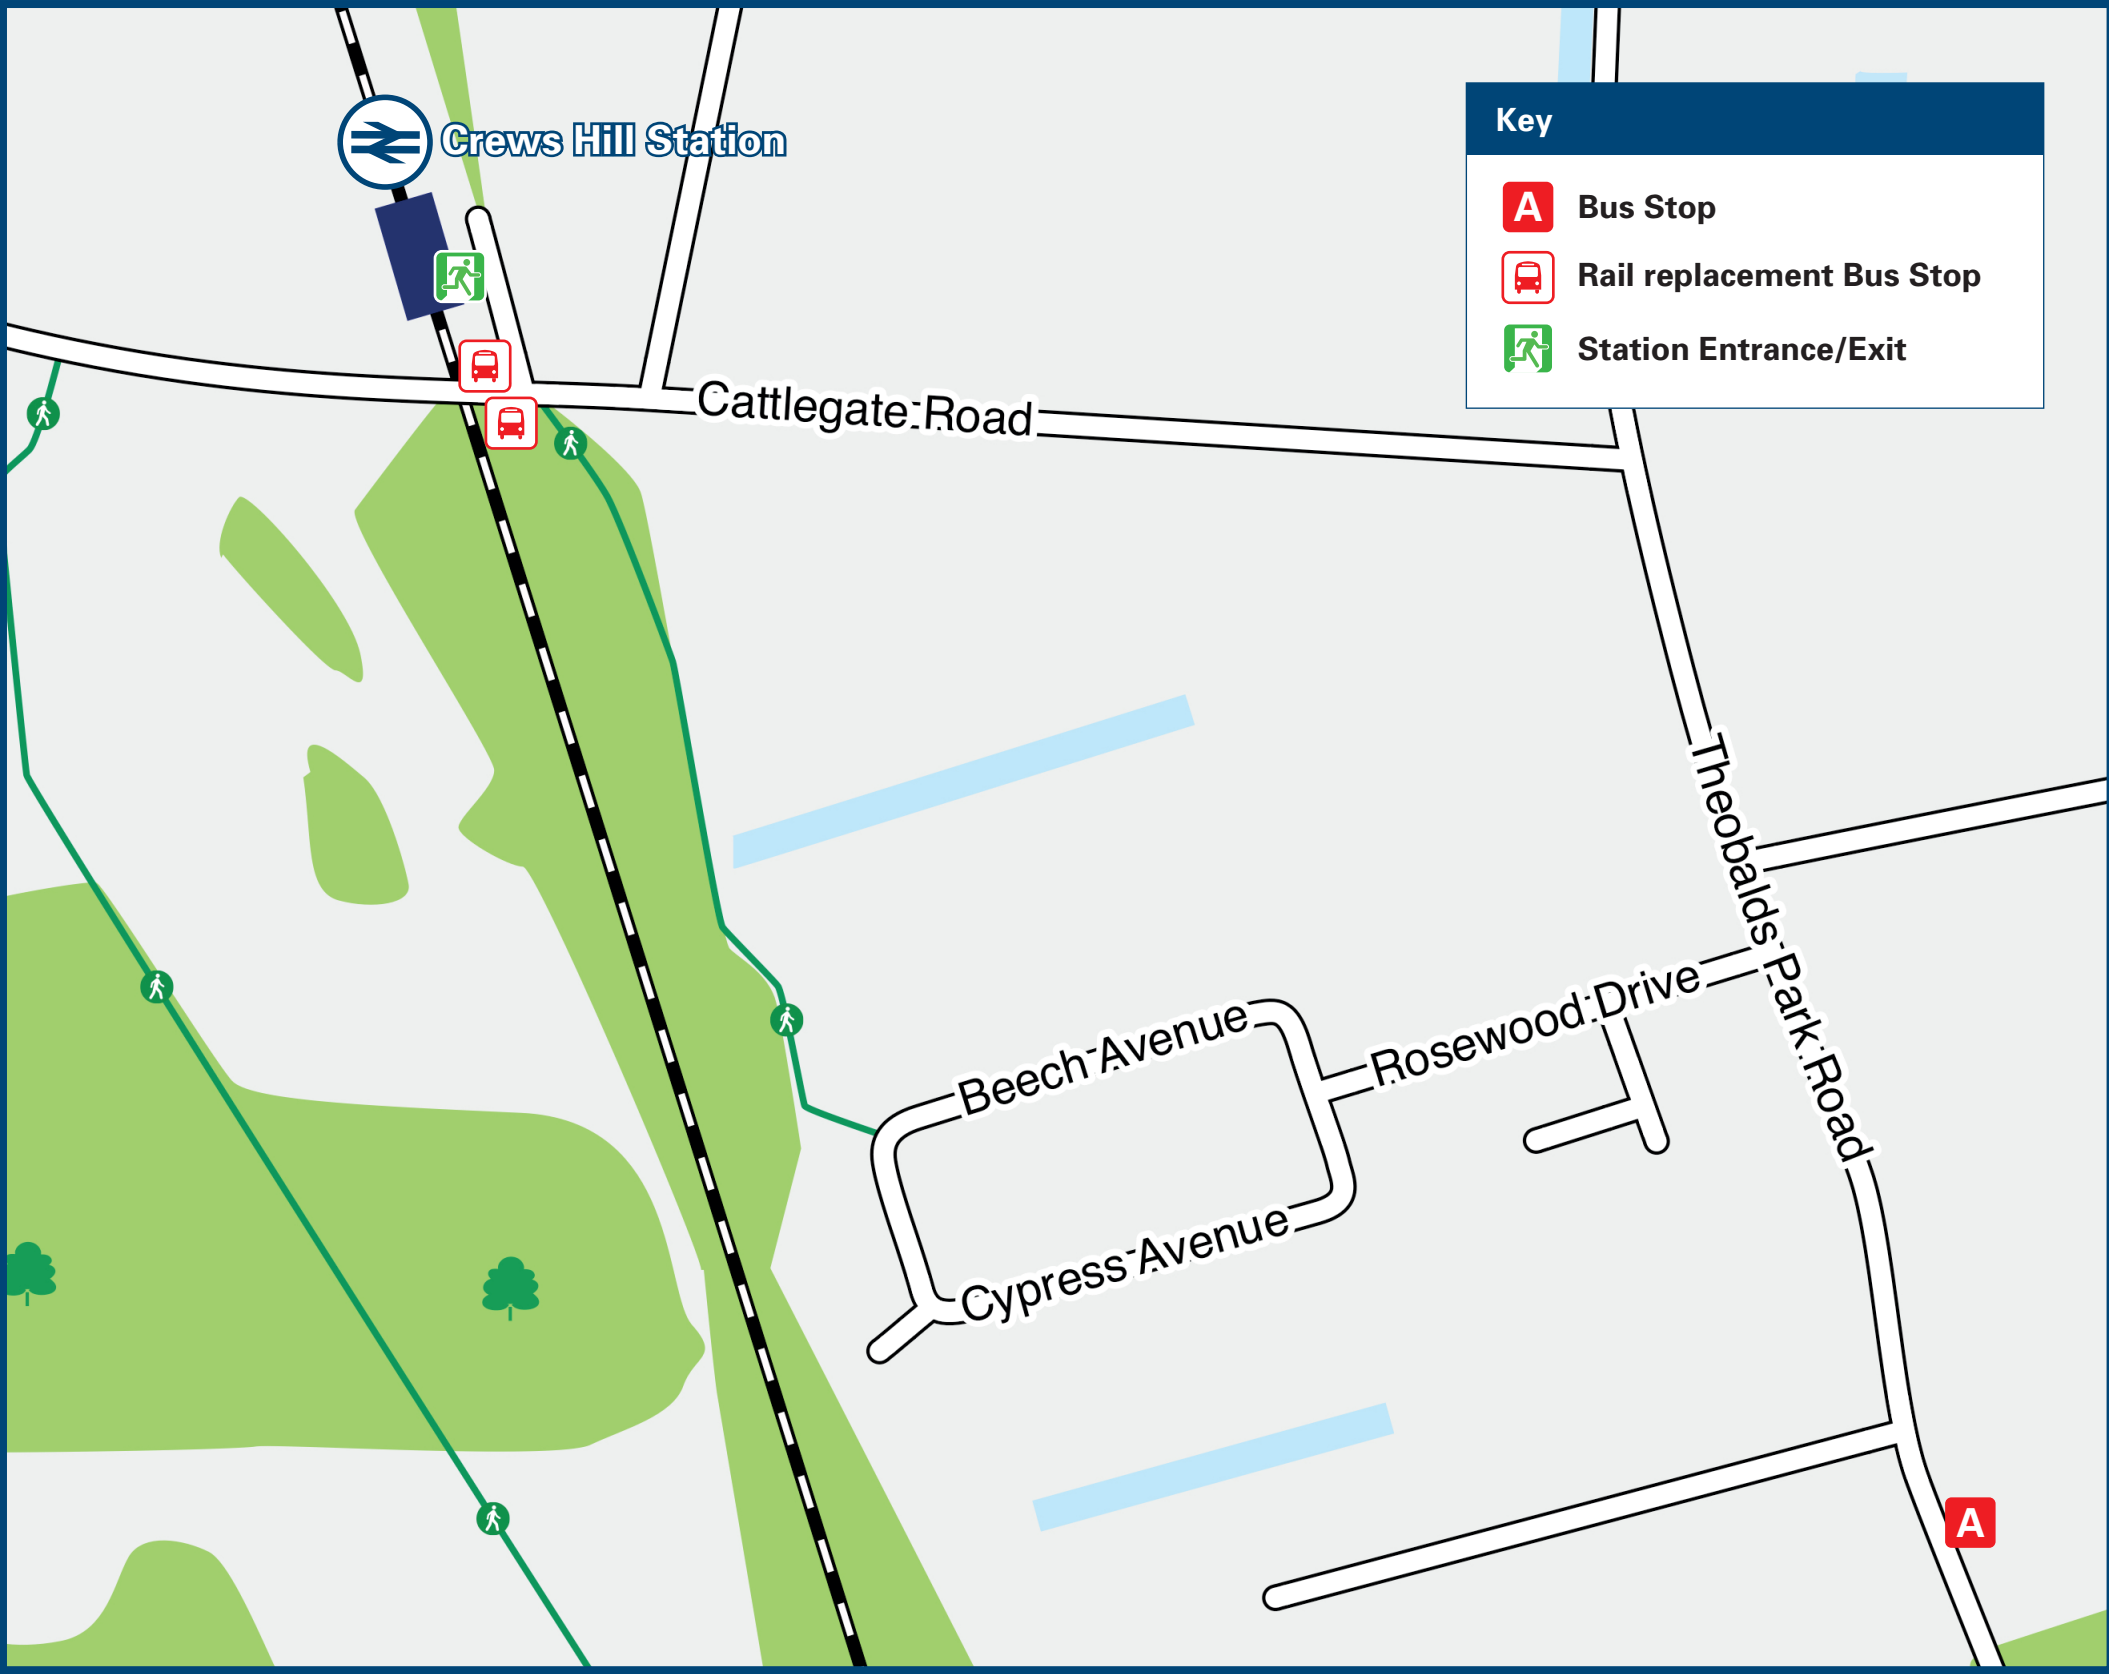 Crews Hill Station
Key
A Bus Stop
Rail replacement Bus Stop
Station Entrance/Exit
Cattlegate Road
Theobalds Park Road
Rosewood Drive
Beech Avenue
Cypress Avenue
A